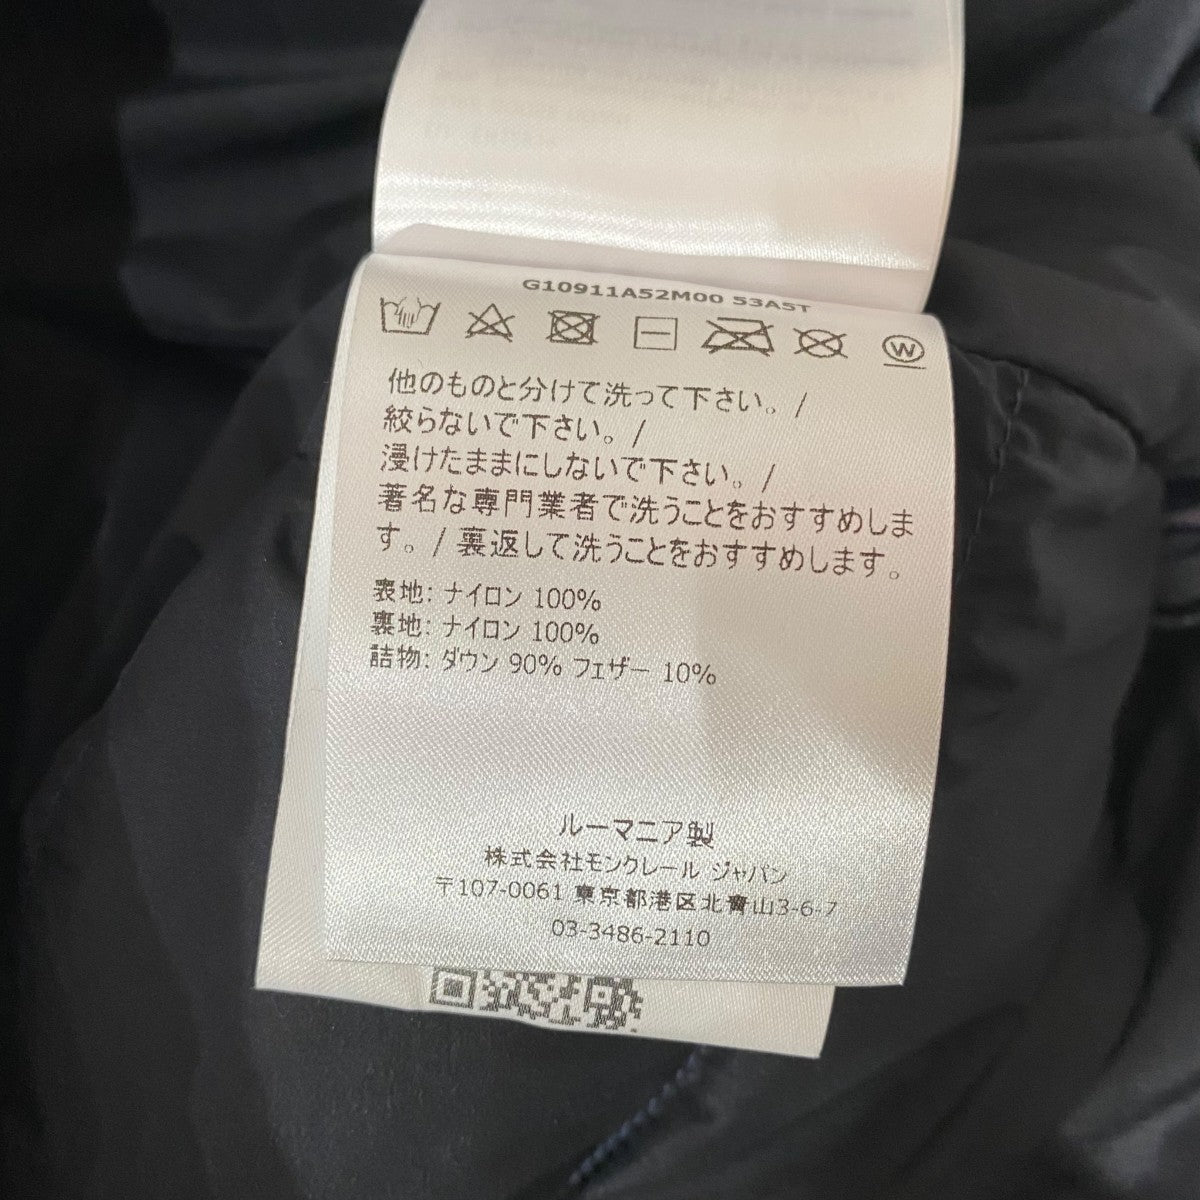 G10911A52M00 53A5T
W
他のものと分けて洗って下さい。/
絞らないで下さい。/
浸けたままにしないで下さい。/
著名な専門業者で洗うことをおすすめしま
す。/ 裏返して洗うことをおすすめします。
表地: ナイロン 100%
裏地: ナイロン 100%
詰物: ダウン 90% フェザー 10%
ルーマニア製
株式会社モンクレール ジャパン
〒107-0061 東京都港区北青山3-6-7
03-3486-2110